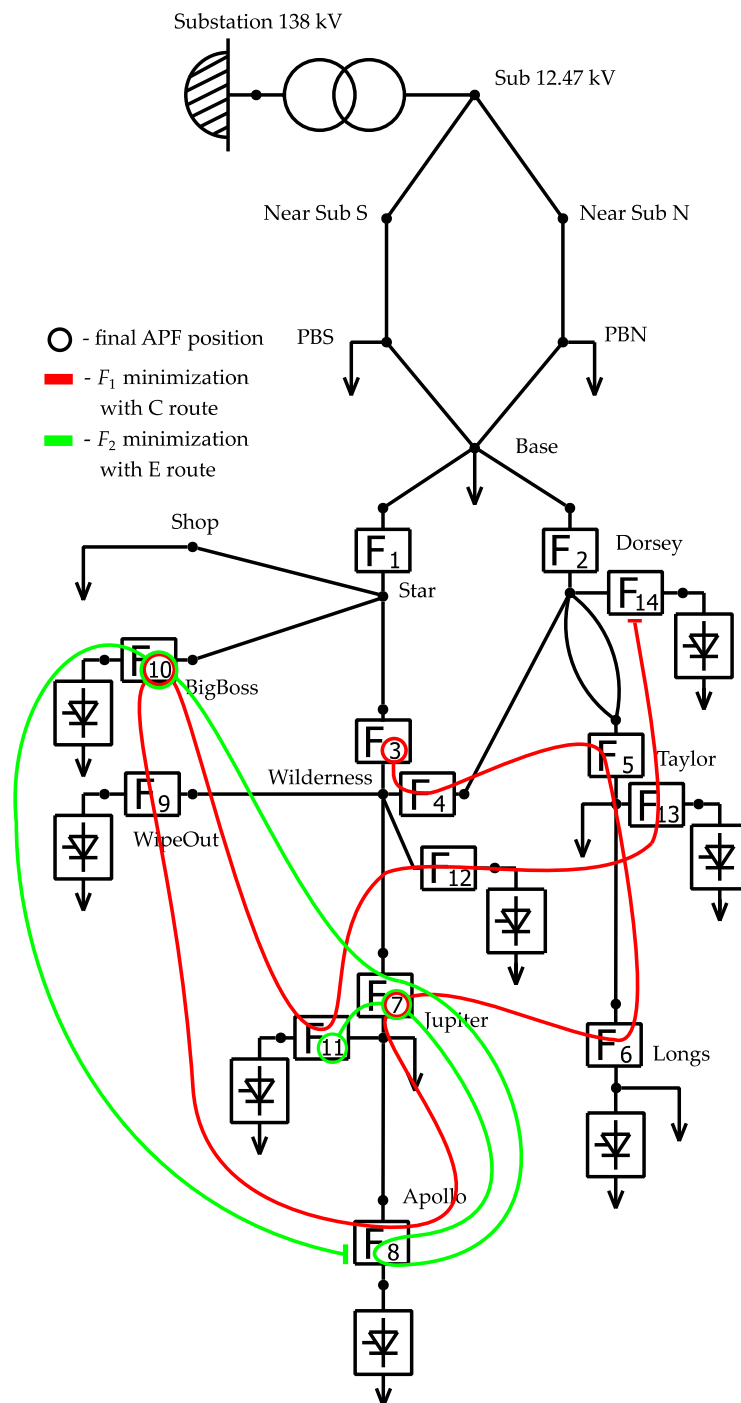 Substation 138 kV
Sub 12.47 kV
Near Sub S
Near Sub N
PBS
PBN
- final APF position
- F₁ minimization
with C route
- F₂ minimization
with E route
Base
Shop
F₁
F₂
Dorsey
Star
F₁₄
F₁₀
BigBoss
F₃
F₅
Taylor
Wilderness
F₉
F₄
F₁₃
WipeOut
F₁₂
F₇
Jupiter
F₁₁
F₆
Longs
Apollo
F₈